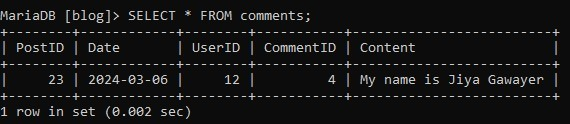 MariaDB [blog]> SELECT * FROM comments;
+--------+------------+--------+-----------+-------------------------+
| PostID | Date       | UserID | CommentID | Content                 |
+--------+------------+--------+-----------+-------------------------+
|     23 | 2024-03-06 |     12 |         4 | My name is Jiya Gawayer |
+--------+------------+--------+-----------+-------------------------+
1 row in set (0.002 sec)